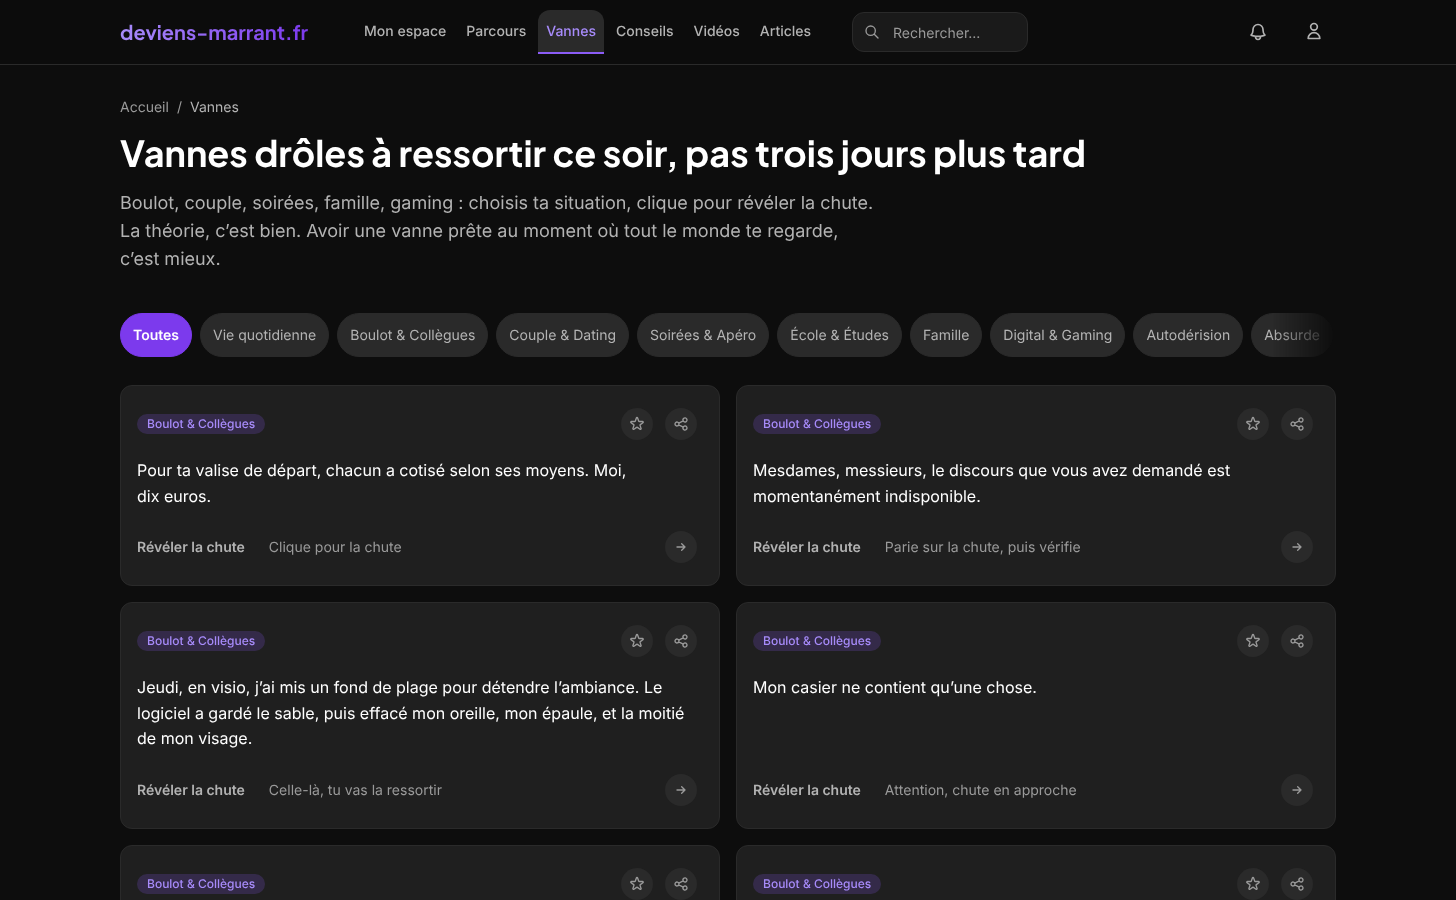 deviens-marrant.fr
Mon espace
Parcours
Vannes
Conseils
Vidéos
Articles
Rechercher...
Accueil / Vannes
Vannes drôles à ressortir ce soir, pas trois jours plus tard
Boulot, couple, soirées, famille, gaming : choisis ta situation, clique pour révéler la chute.
La théorie, c’est bien. Avoir une vanne prête au moment où tout le monde te regarde,
c’est mieux.
Toutes
Vie quotidienne
Boulot & Collègues
Couple & Dating
Soirées & Apéro
École & Études
Famille
Digital & Gaming
Autodérision
Absurde
Boulot & Collègues
Pour ta valise de départ, chacun a cotisé selon ses moyens. Moi,
dix euros.
Révéler la chute
Clique pour la chute
Boulot & Collègues
Mesdames, messieurs, le discours que vous avez demandé est
momentanément indisponible.
Révéler la chute
Parie sur la chute, puis vérifie
Boulot & Collègues
Jeudi, en visio, j’ai mis un fond de plage pour détendre l’ambiance. Le
logiciel a gardé le sable, puis effacé mon oreille, mon épaule, et la moitié
de mon visage.
Révéler la chute
Celle-là, tu vas la ressortir
Boulot & Collègues
Mon casier ne contient qu’une chose.
Révéler la chute
Attention, chute en approche
Boulot & Collègues
Boulot & Collègues